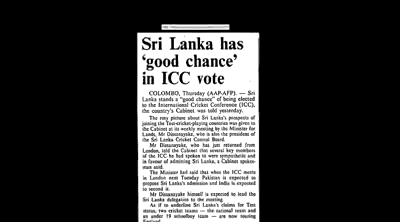 Sri Lanka has
'good chance'
in ICC vote
COLOMBO, Thursday (AAP-AFP). — Sri
Lanka stands a "good chance" of being elected
to the International Cricket Conference (ICC),
the country's Cabinet was told yesterday.
The rosy picture about Sri Lanka's prospects of
joining the Test-cricket-playing countries was given to
the Cabinet at its weekly meeting by the Minister for
Lands, Mr Dissanayake, who is also the president of
the Sri Lanka Cricket Control Board.
Mr Dissanayake, who has just returned from
London, told the Cabinet that several key members
of the ICC he had spoken to were sympathetic and
in favour of admitting Sri Lanka, a Cabinet spokes-
man said.
The Minister had said that when the ICC meets
in London next Tuesday Pakistan is expected to
propose Sri Lanka's admission and India is expected
to second it.
Mr Dissanayake himself is expected to lead the
Sri Lanka delegation to the meeting.
As if to underline Sri Lanka's claims for Test
status, two cricket teams — the national team and
an under 19 schoolboy team — are now touring